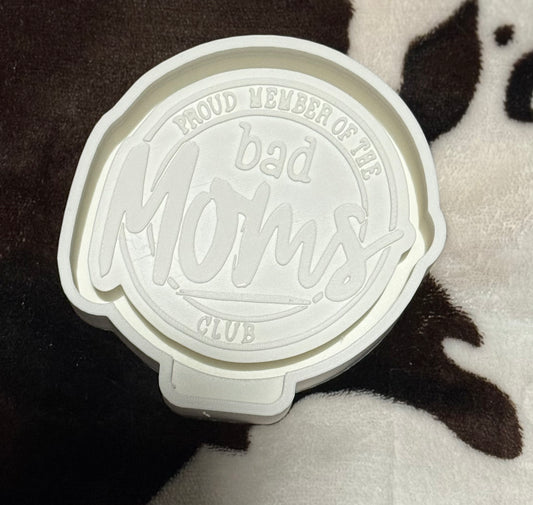 PROUD MEMBER OF THE
bad
Moms
CLUB